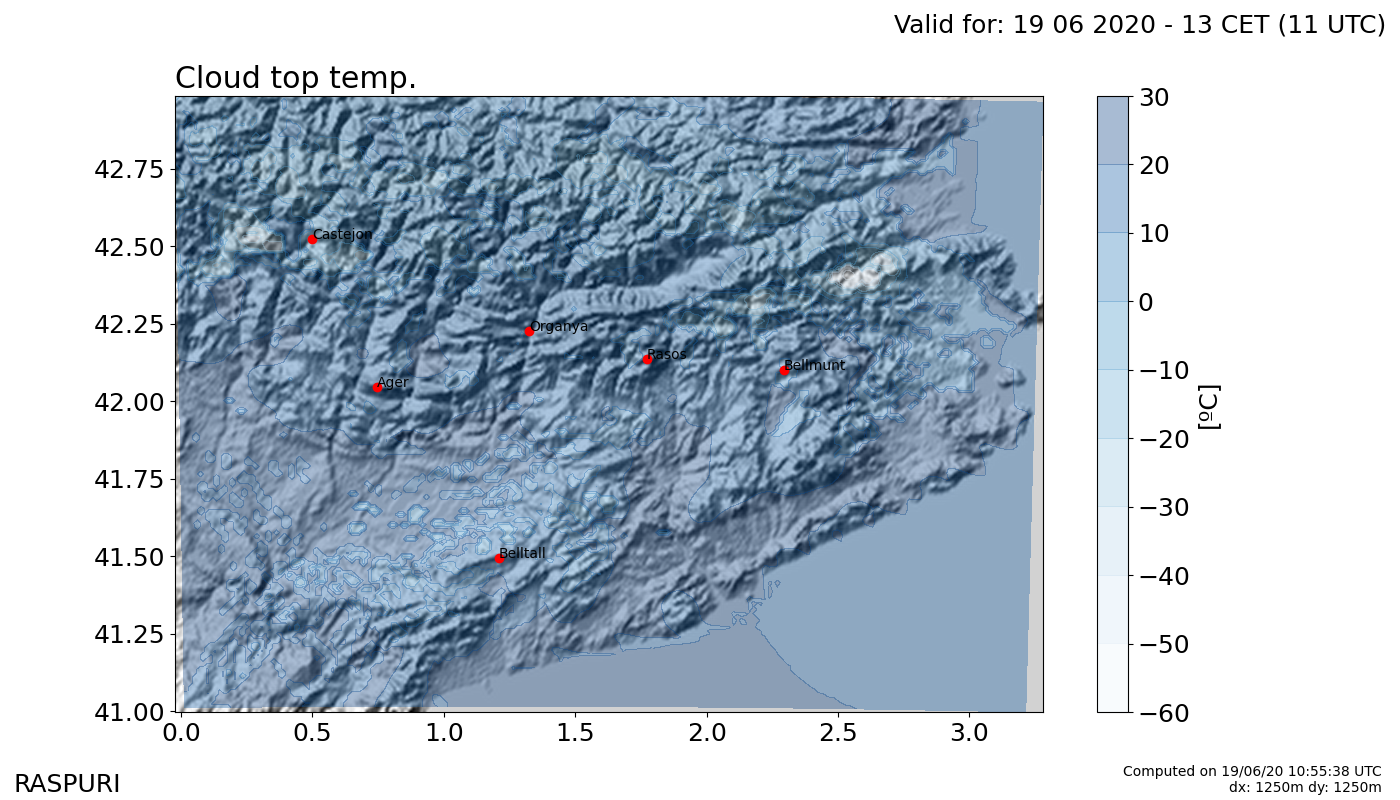 Valid for: 19 06 2020 - 13 CET (11 UTC)
Cloud top temp.
42.75
42.50
42.25
42.00
41.75
41.50
41.25
41.00
0.0 0.5 1.0 1.5 2.0 2.5 3.0
Castejon
Organya
Rasos
Bellmunt
Ager
Belltall
30
20
10
0
−10
−20
−30
−40
−50
−60
[ºC]
RASPURI
Computed on 19/06/20 10:55:38 UTC
dx: 1250m dy: 1250m